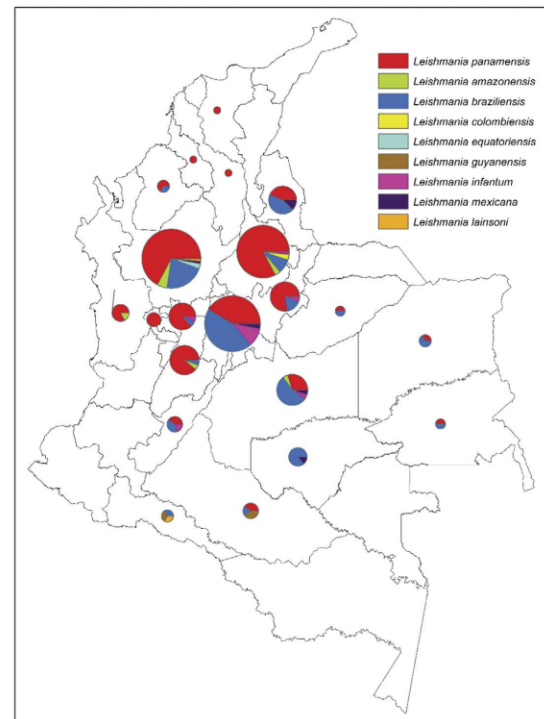 Leishmania panamensis
Leishmania amazonensis
Leishmania braziliensis
Leishmania colombiensis
Leishmania equatoriensis
Leishmania guyanensis
Leishmania infantum
Leishmania mexicana
Leishmania lainsoni